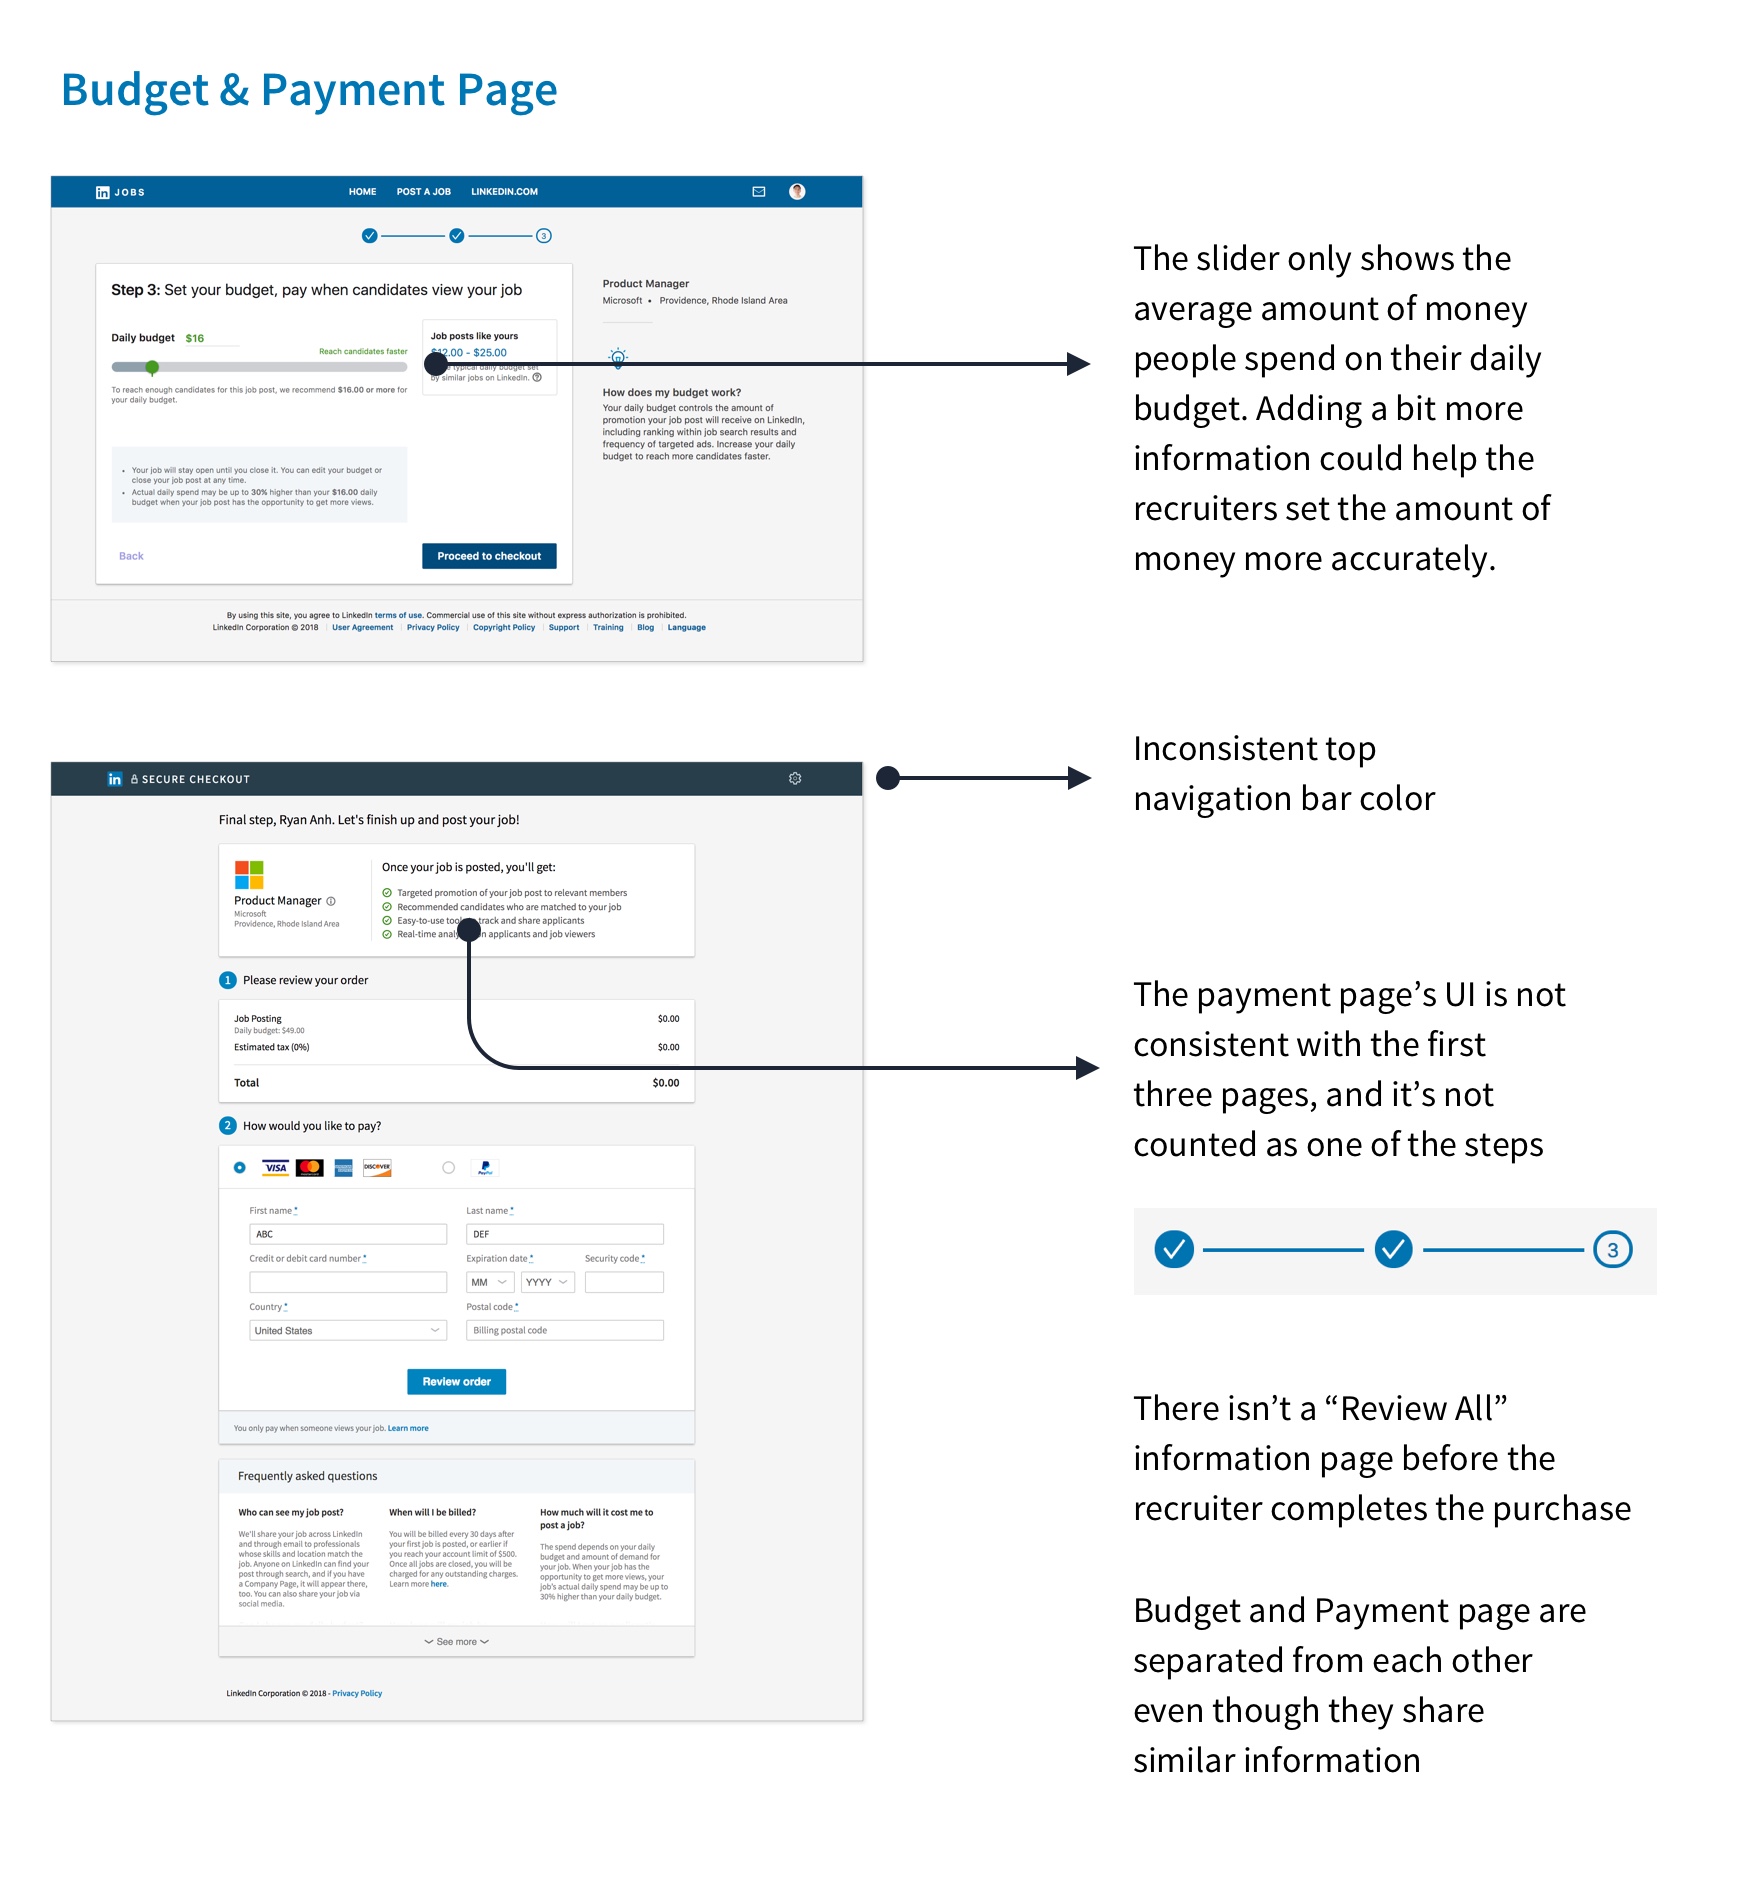 Budget & Payment Page
in JOBS
HOME
POST A JOB
LINKEDIN.COM
3
Step 3: Set your budget, pay when candidates view your job
Daily budget $16
Reach candidates faster
To reach enough candidates for this job post, we recommend $16.00 or more for
your daily budget.
Job posts like yours
$12.00 - $25.00
typical daily budget set
by similar jobs on LinkedIn.
Your job will stay open until you close it. You can edit your budget or
close your job post at any time.
Actual daily spend may be up to 30% higher than your $16.00 daily
budget when your job post has the opportunity to get more views.
Back
Proceed to checkout
Product Manager
Microsoft • Providence, Rhode Island Area
How does my budget work?
Your daily budget controls the amount of
promotion your job post will receive on LinkedIn,
including ranking within job search results and
frequency of targeted ads. Increase your daily
budget to reach more candidates faster.
By using this site, you agree to LinkedIn terms of use. Commercial use of this site without express authorization is prohibited.
LinkedIn Corporation © 2018 | User Agreement | Privacy Policy | Copyright Policy | Support | Training | Blog | Language
The slider only shows the
average amount of money
people spend on their daily
budget. Adding a bit more
information could help the
recruiters set the amount of
money more accurately.
in SECURE CHECKOUT
Final step, Ryan Anh. Let's finish up and post your job!
Product Manager
Microsoft
Providence, Rhode Island Area
Once your job is posted, you'll get:
Targeted promotion of your job post to relevant members
Recommended candidates who are matched to your job
Easy-to-use track and share applicants
Real-time applicants and job viewers
1 Please review your order
Job Posting $0.00
Daily budget: $49.00
Estimated tax (0%) $0.00
Total $0.00
2 How would you like to pay?
VISA
DISCOVER
PayPal
First name *
Last name *
ABC
DEF
Credit or debit card number *
Expiration date *
Security code *
MM
YYYY
Country *
Postal code *
United States
Billing postal code
Review order
You only pay when someone views your job. Learn more
Frequently asked questions
Who can see my job post?
We'll share your job across LinkedIn
and through email to professionals
whose skills and location match the
job. Anyone on LinkedIn can find your
post through search, and if you have
a Company Page, it will appear there,
too. You can also share your job via
social media.
When will I be billed?
You will be billed every 30 days after
your first job is posted, or earlier if
you reach your account limit of $500.
Once all jobs are closed, you will be
charged for any outstanding charges.
Learn more here.
How much will it cost me to
post a job?
The spend depends on your daily
budget and amount of demand for
your job. When your job has the
opportunity to get more views, your
job's actual daily spend may be up to
30% higher than your daily budget.
See more
LinkedIn Corporation © 2018 - Privacy Policy
Inconsistent top
navigation bar color
The payment page’s UI is not
consistent with the first
three pages, and it’s not
counted as one of the steps
3
There isn’t a “Review All”
information page before the
recruiter completes the purchase
Budget and Payment page are
separated from each other
even though they share
similar information